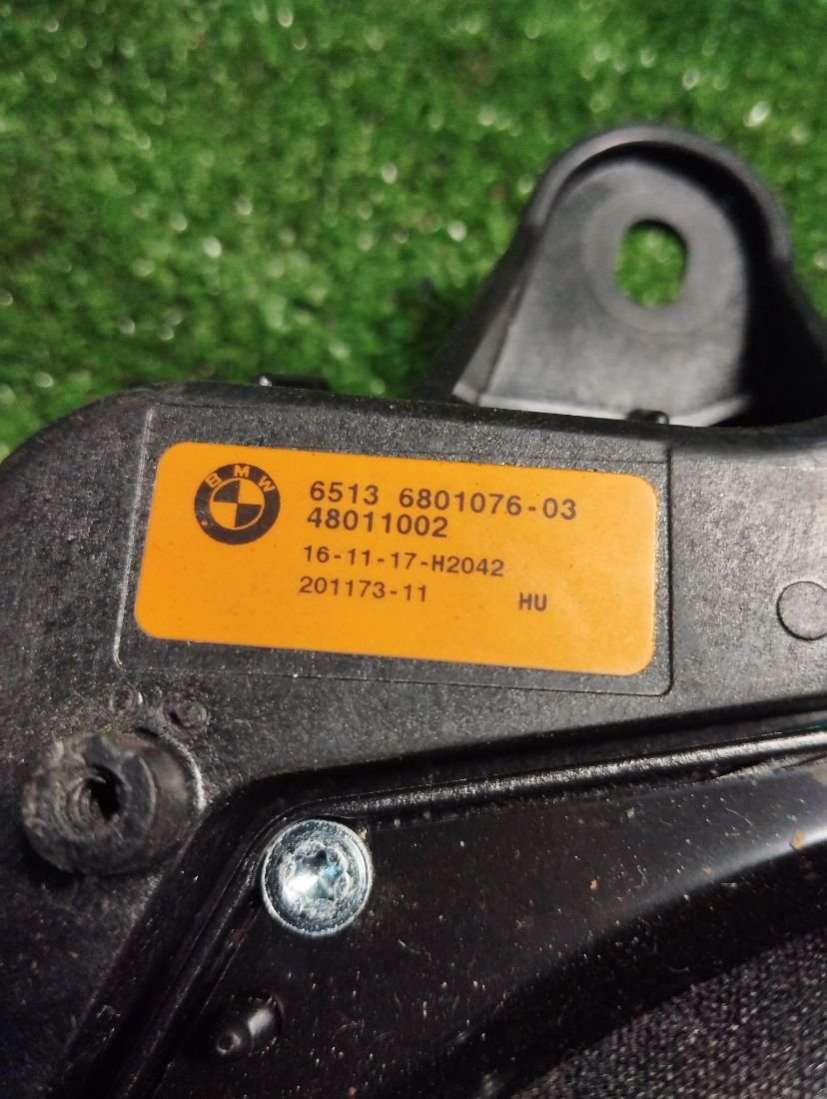 BMW
6513 6801076-03
48011002
16-11-17-H2042
201173-11 HU